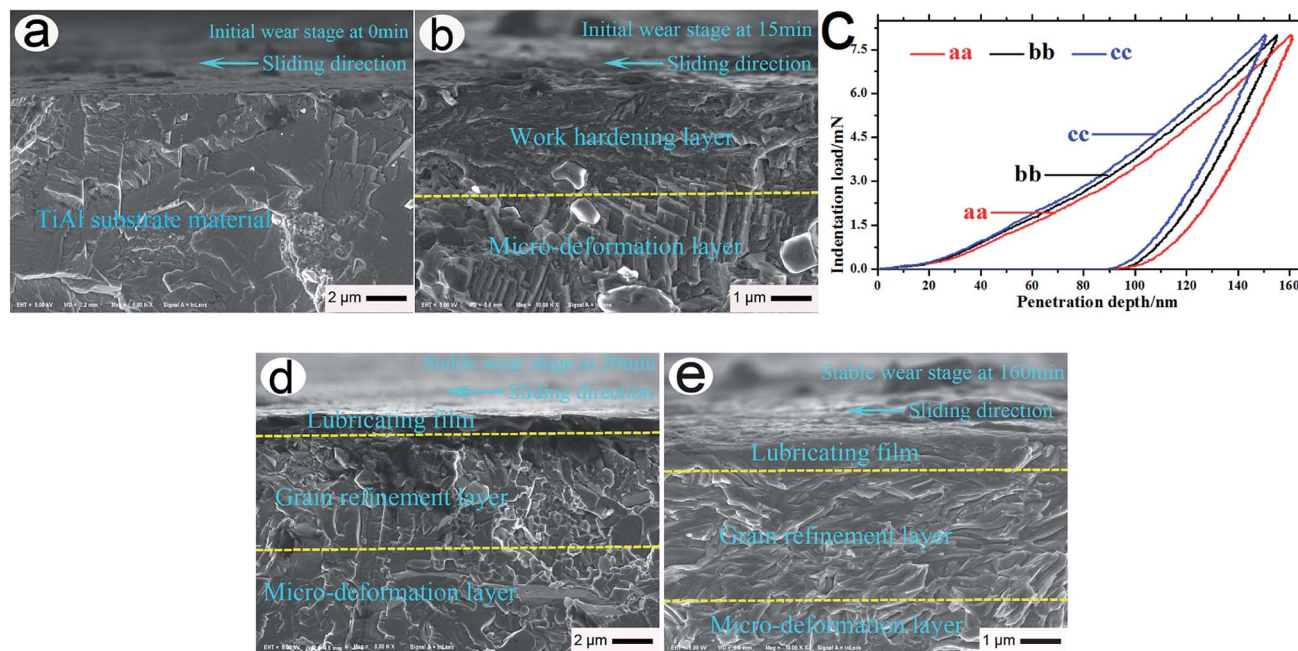 a
Initial wear stage at 0min
Sliding direction
TiAl substrate material
2 µm
b
Initial wear stage at 15min
Sliding direction
Work hardening layer
Micro-deformation layer
1 µm
C
aa bb cc
cc
bb
aa
7.5
6.0
4.5
3.0
1.5
0.0
Indentation load/mN
0 20 40 60 80 100 120 140 160
Penetration depth/nm
d
Stable wear stage at 20min
Sliding direction
Lubricating film
Grain refinement layer
Micro-deformation layer
2 µm
e
Stable wear stage at 160min
Sliding direction
Lubricating film
Grain refinement layer
Micro-deformation layer
1 µm